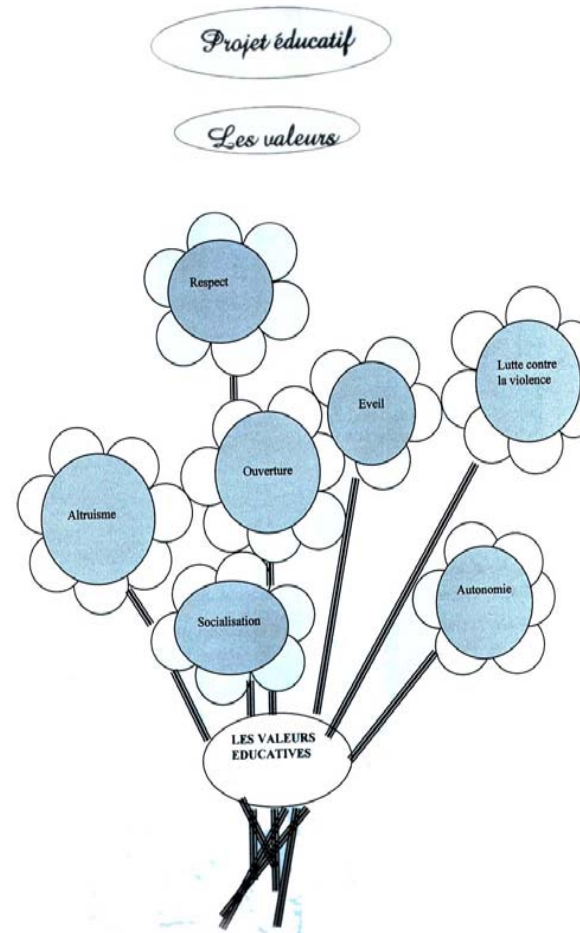 Projet éducatif
Les valeurs
Respect
Lutte contre
la violence
Eveil
Ouverture
Altruisme
Autonomie
Socialisation
LES VALEURS
EDUCATIVES